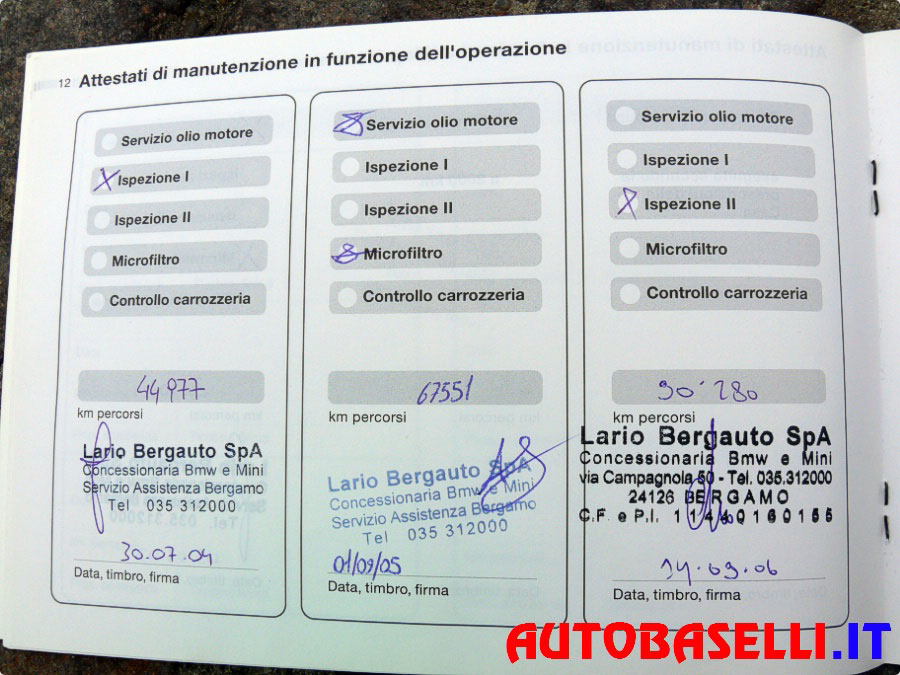 12 Attestati di manutenzione in funzione dell'operazione
Servizio olio motore
Ispezione I
Ispezione II
Microfiltro
Controllo carrozzeria
44977
km percorsi
Lario Bergauto SpA
Concessionaria Bmw e Mini
Servizio Assistenza Bergamo
Tel 035 312000
30.07.04
Data, timbro, firma
Servizio olio motore
Ispezione I
Ispezione II
Microfiltro
Controllo carrozzeria
67551
km percorsi
Lario Bergauto SpA
Concessionaria Bmw e Mini
Servizio Assistenza Bergamo
Tel 035 312000
01/09/05
Data, timbro, firma
Servizio olio motore
Ispezione I
Ispezione II
Microfiltro
Controllo carrozzeria
90'280
km percorsi
Lario Bergauto SpA
Concessionaria Bmw e Mini
via Campagnola 50 - Tel. 035.312000
24126 BERGAMO
C.F. e P.I.
14.09.06
Data, timbro, firma
AUTOBASELLI.IT